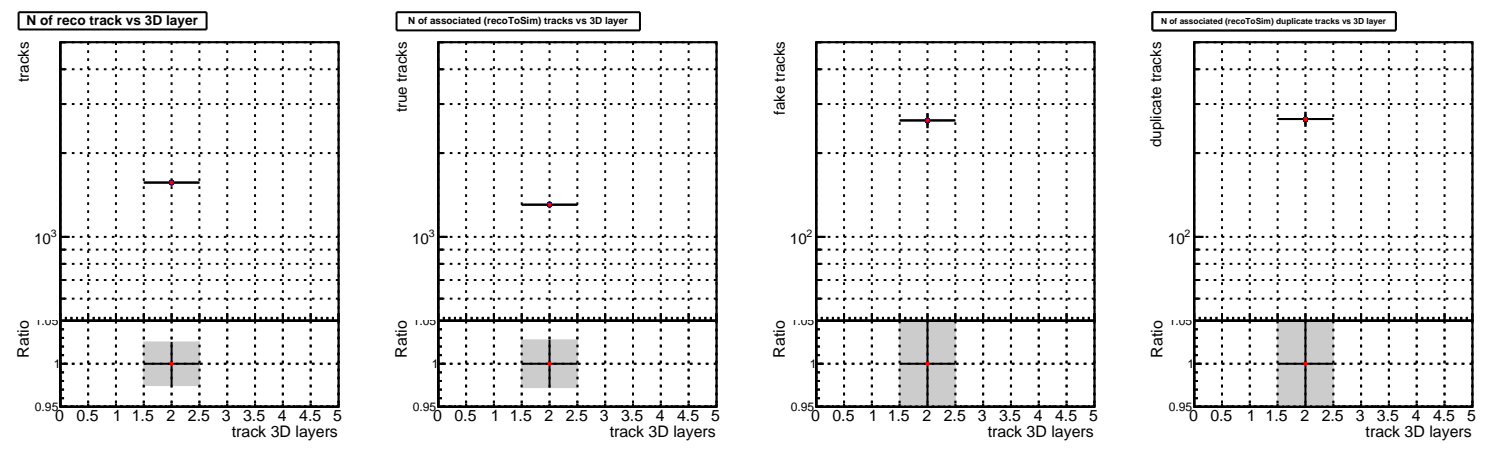 N of reco track vs 3D layer
tracks
10³
Ratio
1.05
1
0.95
0 0.5 1 1.5 2 2.5 3 3.5 4 4.5 5
track 3D layers
N of associated (recoToSim) tracks vs 3D layer
true tracks
10³
Ratio
1.05
1
0.95
0 0.5 1 1.5 2 2.5 3 3.5 4 4.5 5
track 3D layers
fake tracks
10²
Ratio
1.05
1
0.95
0 0.5 1 1.5 2 2.5 3 3.5 4 4.5 5
track 3D layers
N of associated (recoToSim) duplicate tracks vs 3D layer
duplicate tracks
10²
Ratio
1.05
1
0.95
0 0.5 1 1.5 2 2.5 3 3.5 4 4.5 5
track 3D layers